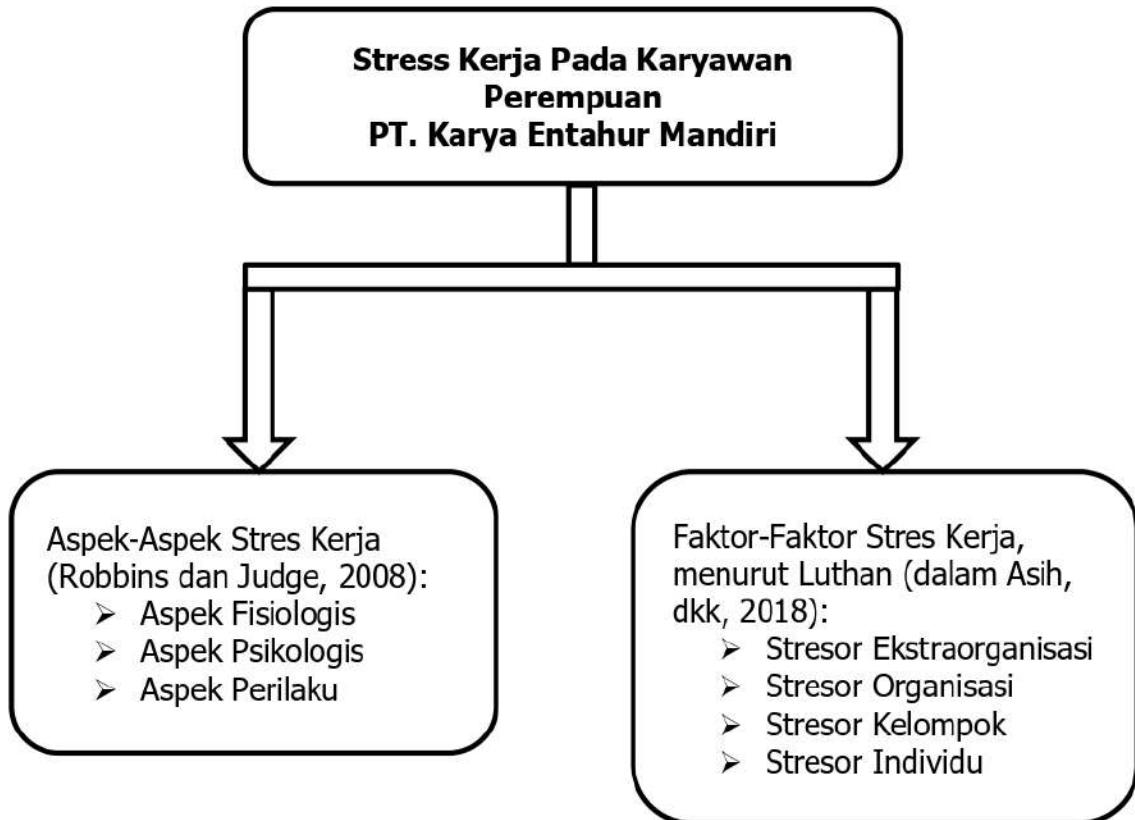 Stress Kerja Pada Karyawan
Perempuan
PT. Karya Entahur Mandiri
Aspek-Aspek Stres Kerja
(Robbins dan Judge, 2008):
➢ Aspek Fisiologis
➢ Aspek Psikologis
➢ Aspek Perilaku
Faktor-Faktor Stres Kerja,
menurut Luthan (dalam Asih,
dkk, 2018):
➢ Stresor Ekstraorganisasi
➢ Stresor Organisasi
➢ Stresor Kelompok
➢ Stresor Individu